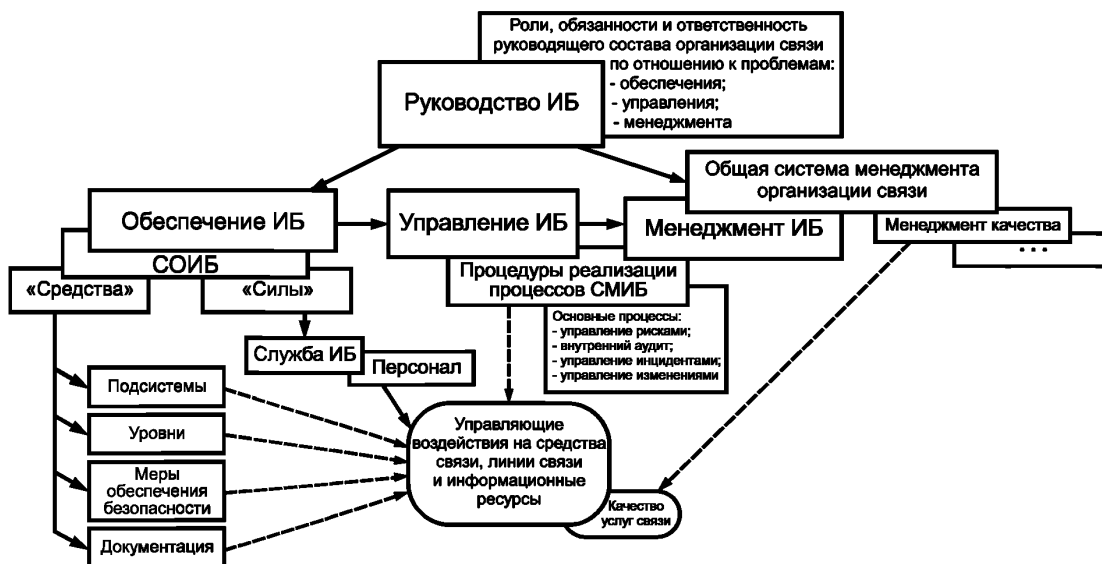 Роли, обязанности и ответственность
руководящего состава организации связи
по отношению к проблемам:
- обеспечения;
- управления;
- менеджмента
Руководство ИБ
Общая система менеджмента
организации связи
Обеспечение ИБ
Управление ИБ
Менеджмент ИБ
Менеджмент качества
...
СОИБ
«Средства»
«Силы»
Процедуры реализации
процессов СМИБ
Основные процессы:
- управление рисками;
- внутренний аудит;
- управление инцидентами;
- управление изменениями
Служба ИБ
Персонал
Подсистемы
Уровни
Меры
обеспечения
безопасности
Документация
Управляющие
воздействия на средства
связи, линии связи
и информационные
ресурсы
Качество
услуг связи